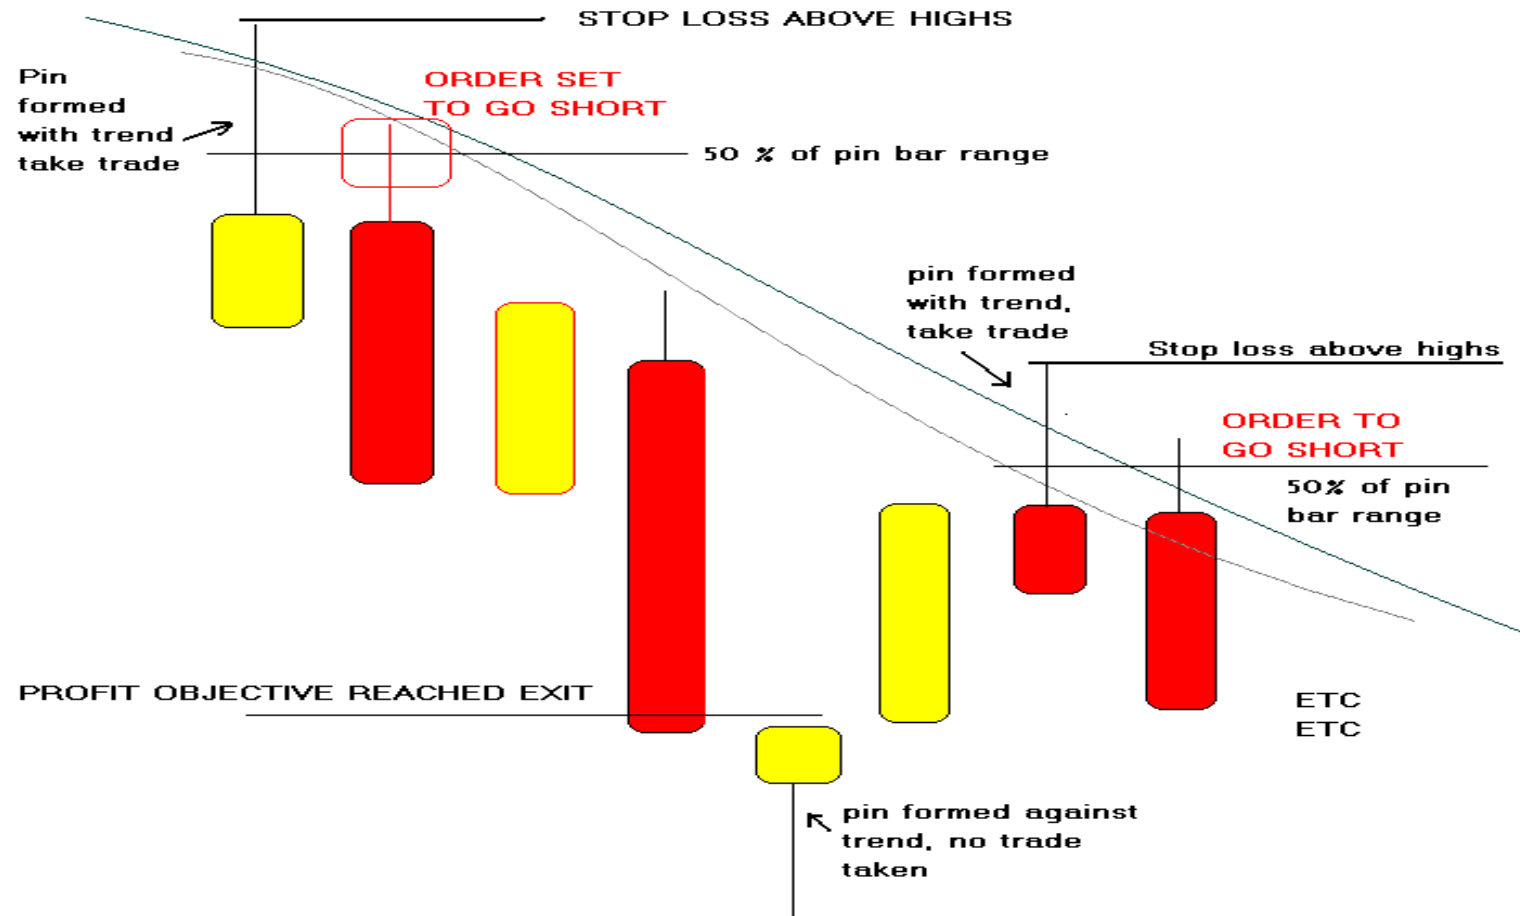 STOP LOSS ABOVE HIGHS
Pin
formed
with trend
take trade
ORDER SET
TO GO SHORT
50 % of pin bar range
pin formed
with trend,
take trade
Stop loss above highs
ORDER TO
GO SHORT
50% of pin
bar range
PROFIT OBJECTIVE REACHED EXIT
ETC
ETC
pin formed against
trend, no trade
taken